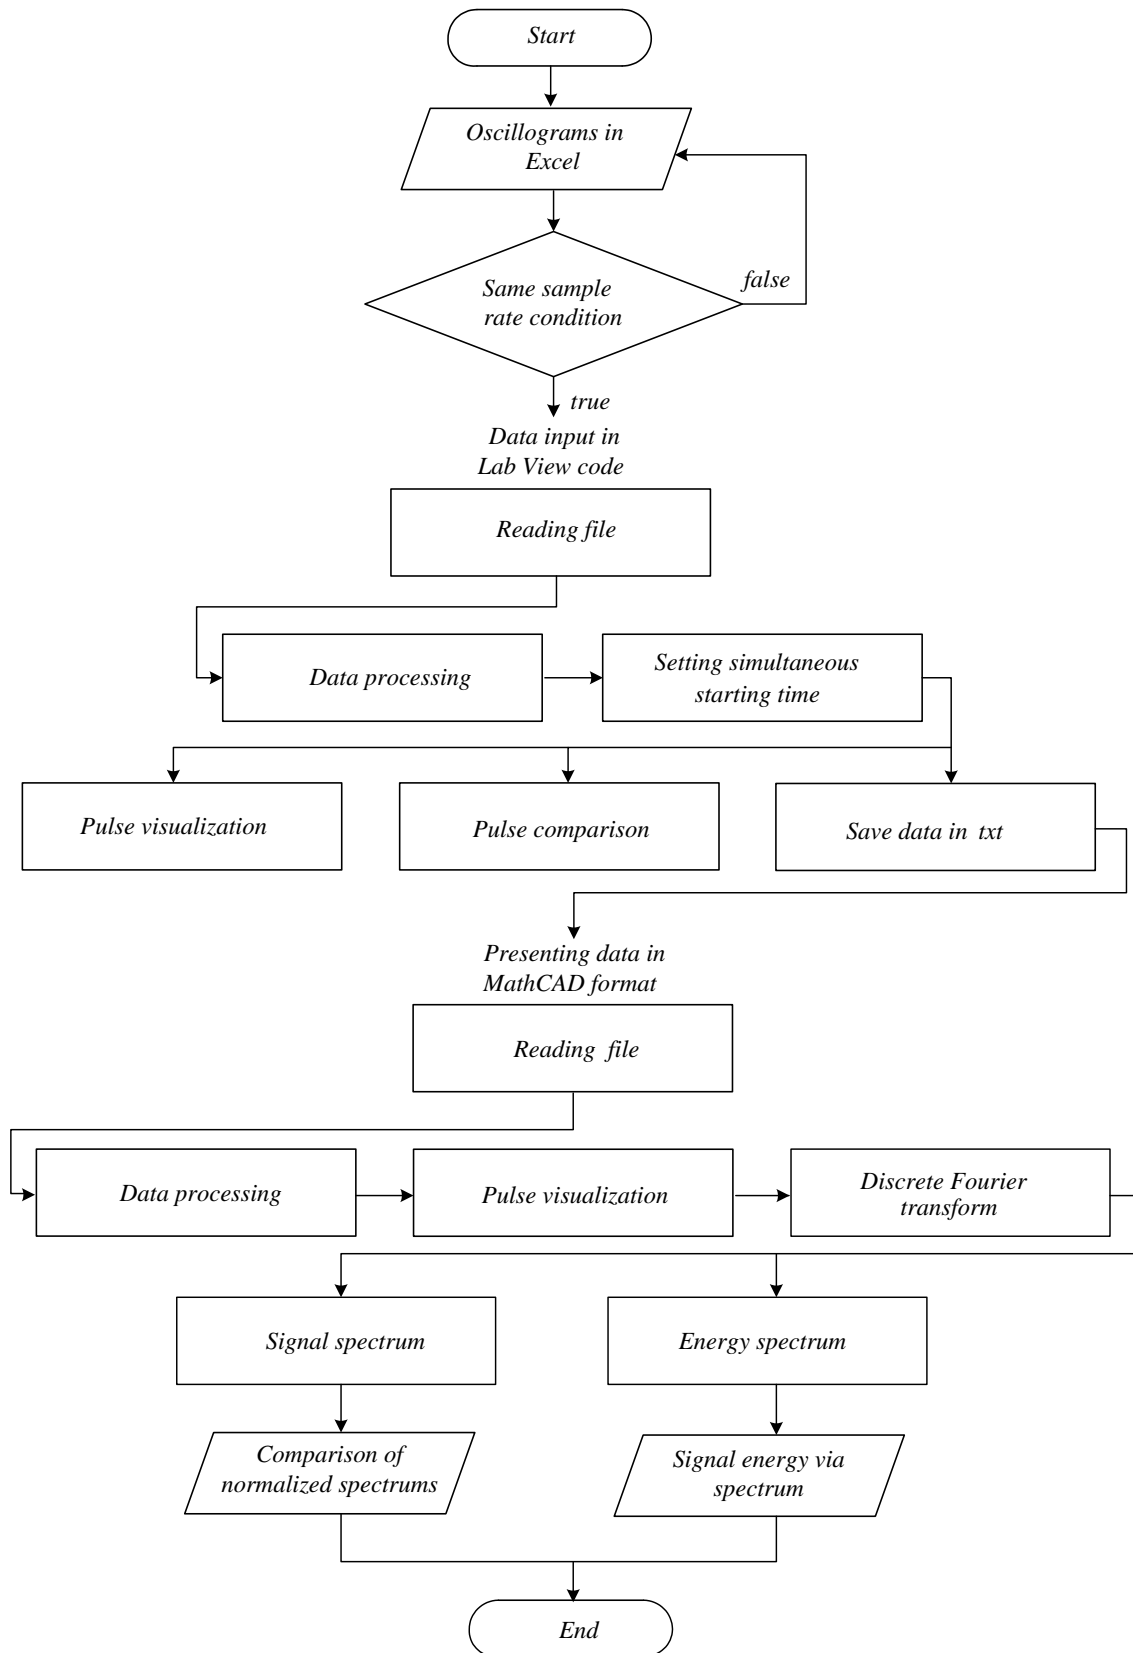 Start
Oscillograms in
Excel
Same sample
rate condition
false
true
Data input in
Lab View code
Reading file
Data processing
Setting simultaneous
starting time
Pulse visualization
Pulse comparison
Save data in txt
Presenting data in
MathCAD format
Reading file
Data processing
Pulse visualization
Discrete Fourier
transform
Signal spectrum
Energy spectrum
Comparison of
normalized spectrums
Signal energy via
spectrum
End